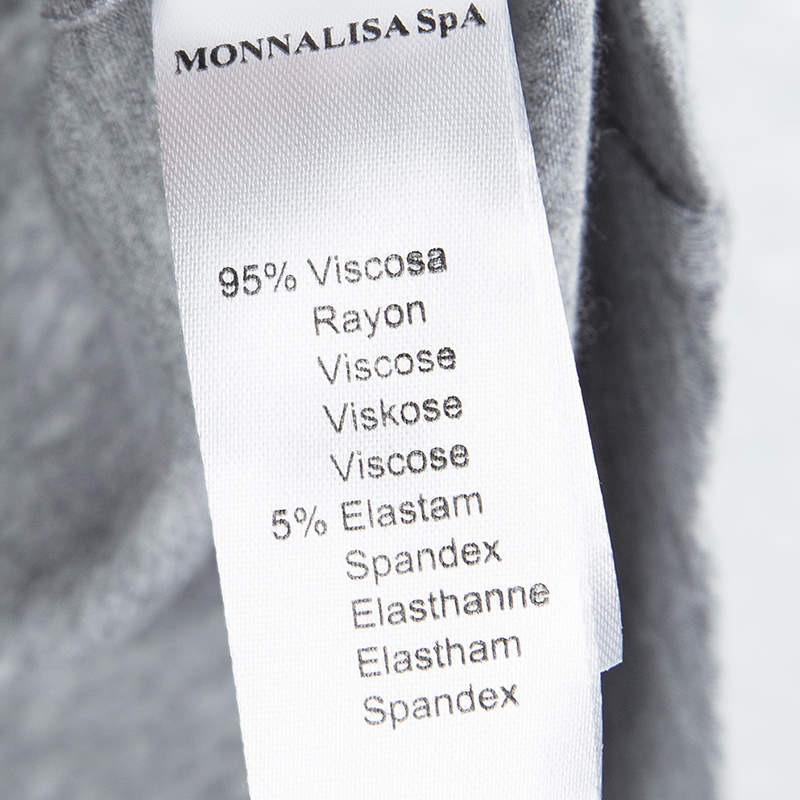 MONNALISA SpA
95% Viscosa
Rayon
Viscose
Viskose
Viscose
5% Elastam
Spandex
Elasthanne
Elastham
Spandex